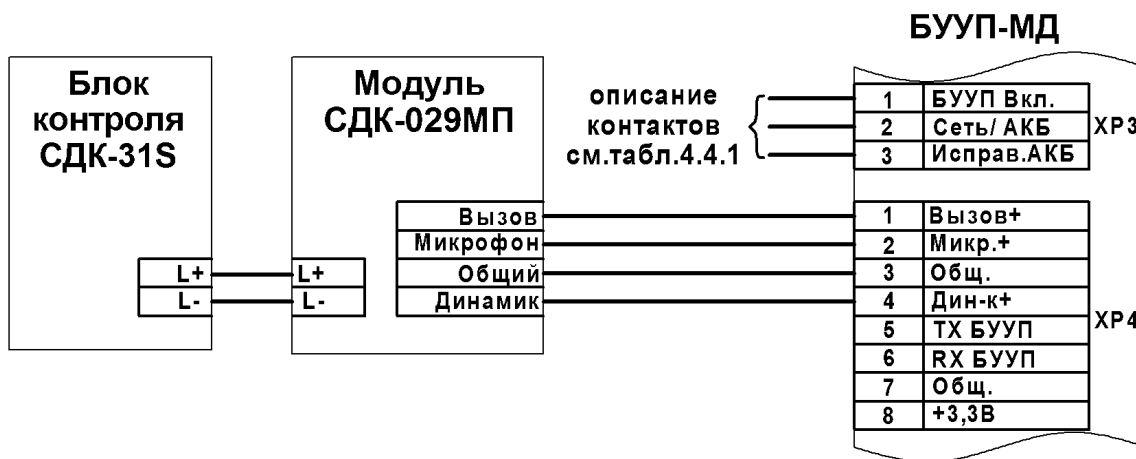 БУУП-МД
Блок
контроля
СДК-31S
Модуль
СДК-029МП
описание
контактов
см.табл.4.4.1
1 БУУП Вкл.
2 Сеть/ АКБ
3 Исправ.АКБ
XP3
Вызов
Микрофон
Общий
Динамик
L+
L-
L+
L-
1 Вызов+
2 Микр.+
3 Общ.
4 Дин-к+
5 TX БУУП
6 RX БУУП
7 Общ.
8 +3,3В
XP4